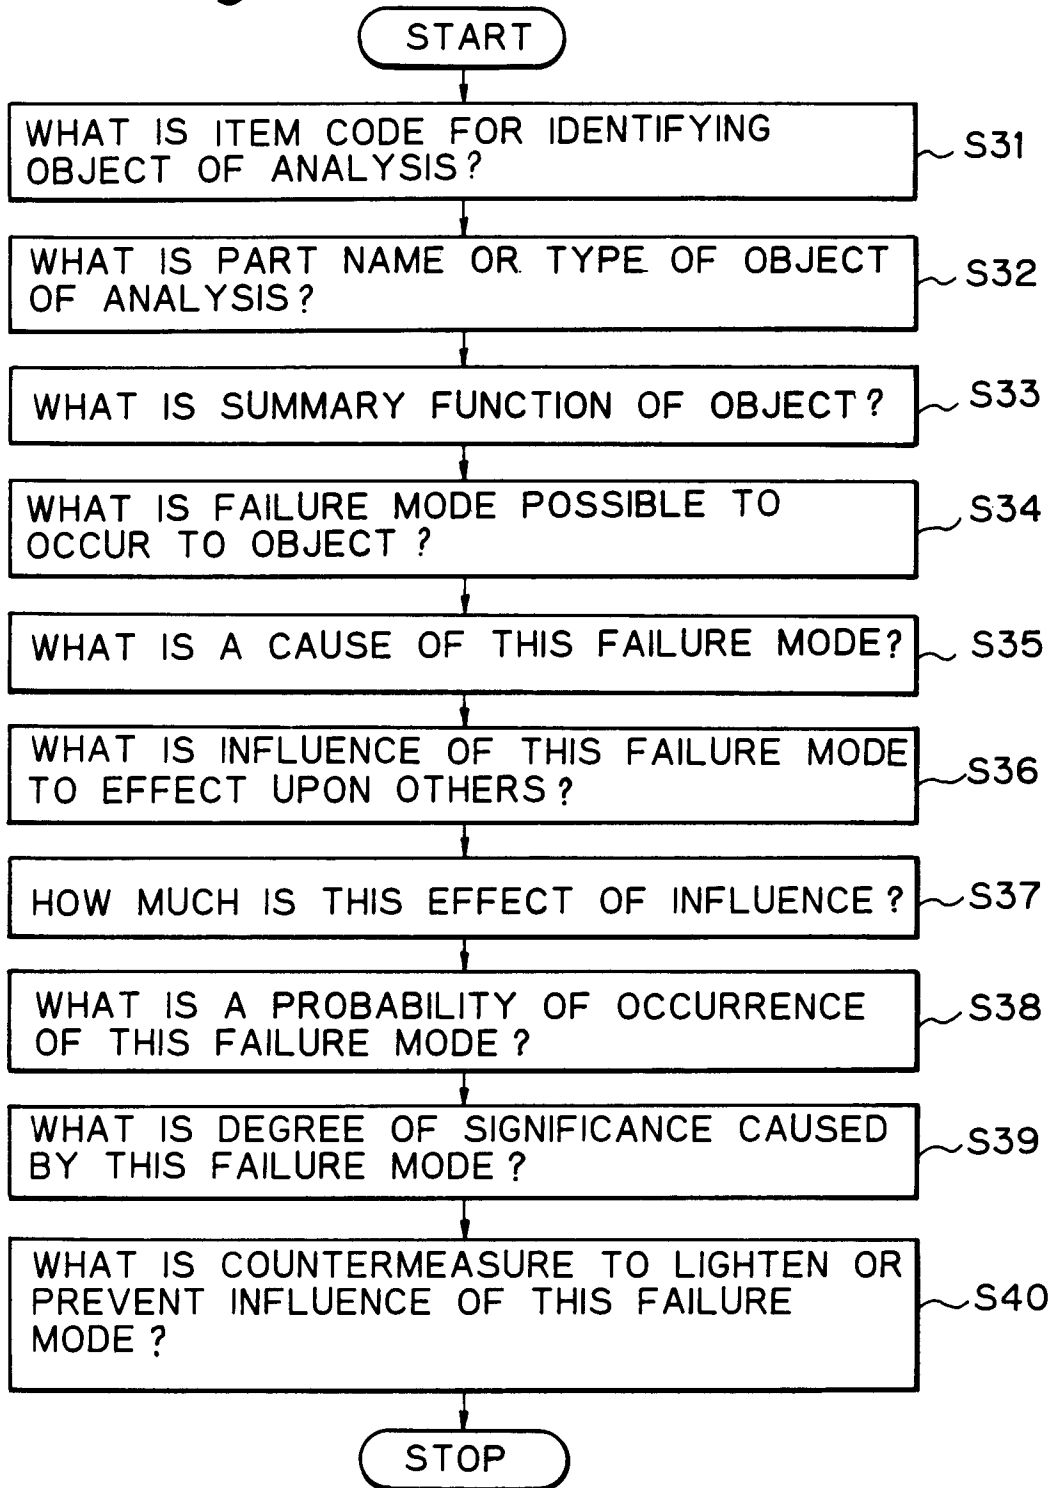 START
WHAT IS ITEM CODE FOR IDENTIFYING
OBJECT OF ANALYSIS?
S31
WHAT IS PART NAME OR TYPE OF OBJECT
OF ANALYSIS?
S32
WHAT IS SUMMARY FUNCTION OF OBJECT?
S33
WHAT IS FAILURE MODE POSSIBLE TO
OCCUR TO OBJECT ?
S34
WHAT IS A CAUSE OF THIS FAILURE MODE?
S35
WHAT IS INFLUENCE OF THIS FAILURE MODE
TO EFFECT UPON OTHERS ?
S36
HOW MUCH IS THIS EFFECT OF INFLUENCE ?
S37
WHAT IS A PROBABILITY OF OCCURRENCE
OF THIS FAILURE MODE ?
S38
WHAT IS DEGREE OF SIGNIFICANCE CAUSED
BY THIS FAILURE MODE ?
S39
WHAT IS COUNTERMEASURE TO LIGHTEN OR
PREVENT INFLUENCE OF THIS FAILURE
MODE ?
S40
STOP